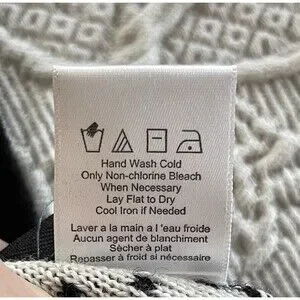 Hand Wash Cold
Only Non-chlorine Bleach
When Necessary
Lay Flat to Dry
Cool Iron if Needed
Laver a la main a l 'eau froide
Aucun agent de blanchiment
Sècher à plat
Repasser à froid si nécessaire